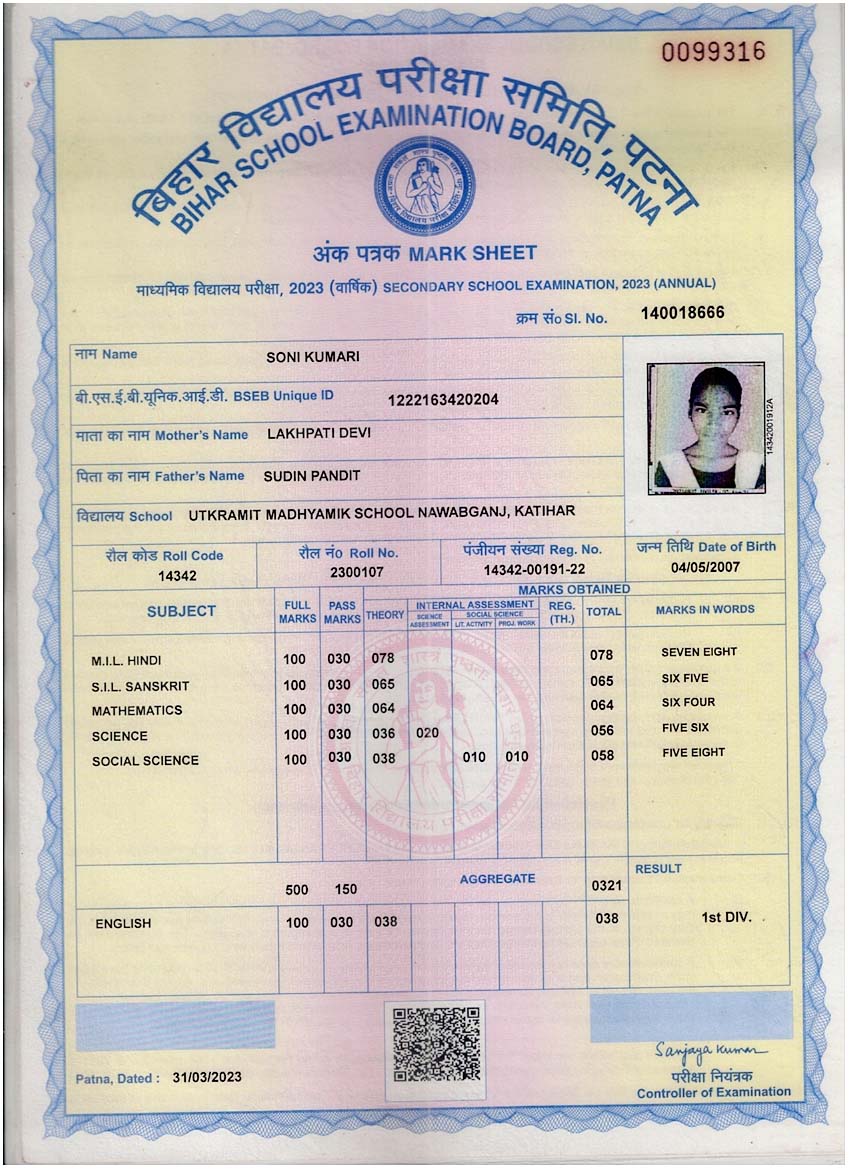 0099316
बिहार विद्यालय परीक्षा समिति, पटना
BIHAR SCHOOL EXAMINATION BOARD, PATNA
अंक पत्रक MARK SHEET
माध्यमिक विद्यालय परीक्षा, 2023 (वार्षिक) SECONDARY SCHOOL EXAMINATION, 2023 (ANNUAL)
क्रम सं० Sl. No. 140018666
नाम Name SONI KUMARI
बी.एस.ई.बी.यूनिक.आई.डी. BSEB Unique ID 1222163420204
माता का नाम Mother's Name LAKHPATI DEVI
पिता का नाम Father's Name SUDIN PANDIT
विद्यालय School UTKRAMIT MADHYAMIK SCHOOL NAWABGANJ, KATIHAR
14342001912A
रौल कोड Roll Code रौल नं० Roll No. पंजीयन संख्या Reg. No. जन्म तिथि Date of Birth
14342 2300107 14342-00191-22 04/05/2007
MARKS OBTAINED
SUBJECT FULL MARKS PASS MARKS THEORY INTERNAL ASSESSMENT REG. (TH.) TOTAL MARKS IN WORDS
SCIENCE ASSESSMENT SOCIAL SCIENCE LIT. ACTIVITY PROJ. WORK
M.I.L. HINDI 100 030 078 078 SEVEN EIGHT
S.I.L. SANSKRIT 100 030 065 065 SIX FIVE
MATHEMATICS 100 030 064 064 SIX FOUR
SCIENCE 100 030 036 020 056 FIVE SIX
SOCIAL SCIENCE 100 030 038 010 010 058 FIVE EIGHT
500 150 AGGREGATE 0321 RESULT
ENGLISH 100 030 038 038 1st DIV.
Sanjaya Kumar
Patna, Dated : 31/03/2023
परीक्षा नियंत्रक
Controller of Examination